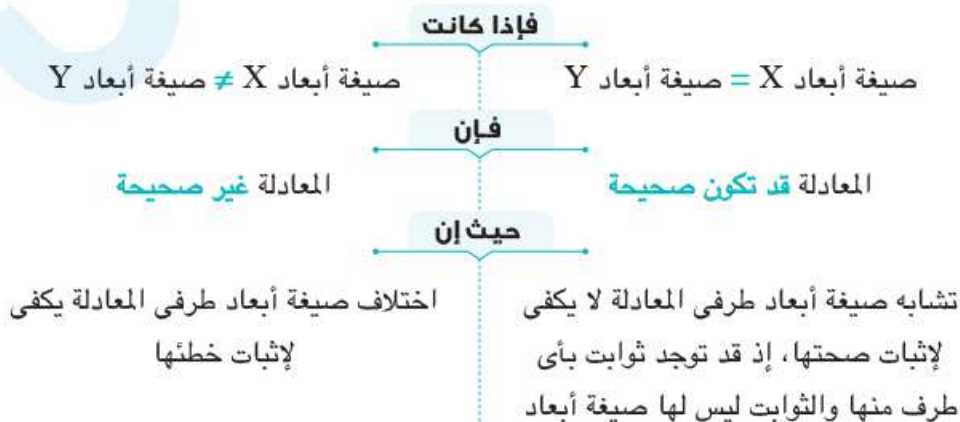 فإذا كانت
صيغة أبعاد X = صيغة أبعاد Y
صيغة أبعاد X ≠ صيغة أبعاد Y
فإن
المعادلة قد تكون صحيحة
المعادلة غير صحيحة
حيث إن
تشابه صيغة أبعاد طرفى المعادلة لا يكفى
لإثبات صحتها، إذ قد توجد ثوابت بأى
طرف منها والثوابت ليس لها صيغة أبعاد
اختلاف صيغة أبعاد طرفى المعادلة يكفى
لإثبات خطئها